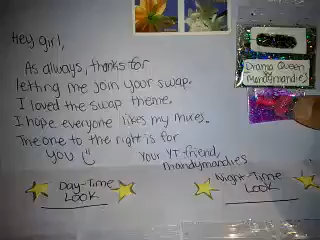 Hey girl,
As always, thanks for
letting me join your swap.
I loved the swap theme.
I hope everyone likes my mixes.
The one to the right is for
you
Your YT friend,
mandymandies
Drama Queen
Mandymandies
Day-Time
LOOK
Night-Time
LOOK